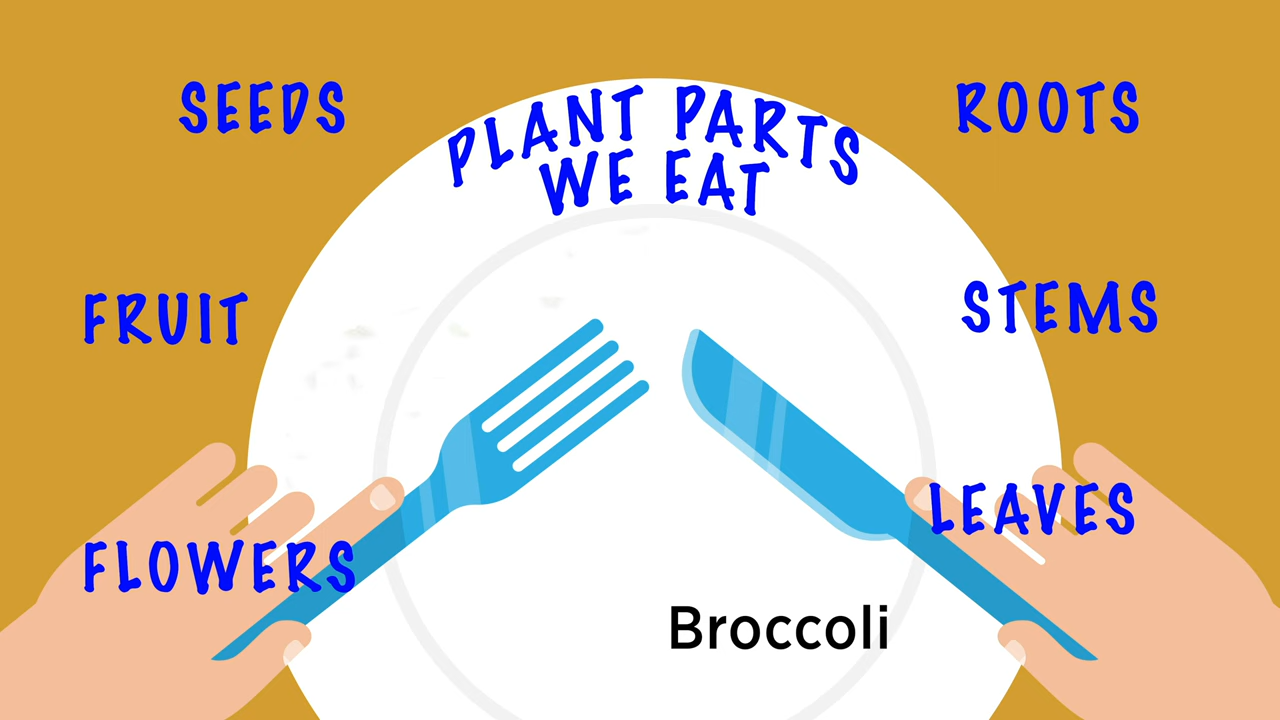 SEEDS
PLANT PARTS
WE EAT
ROOTS
FRUIT
STEMS
FLOWERS
LEAVES
Broccoli